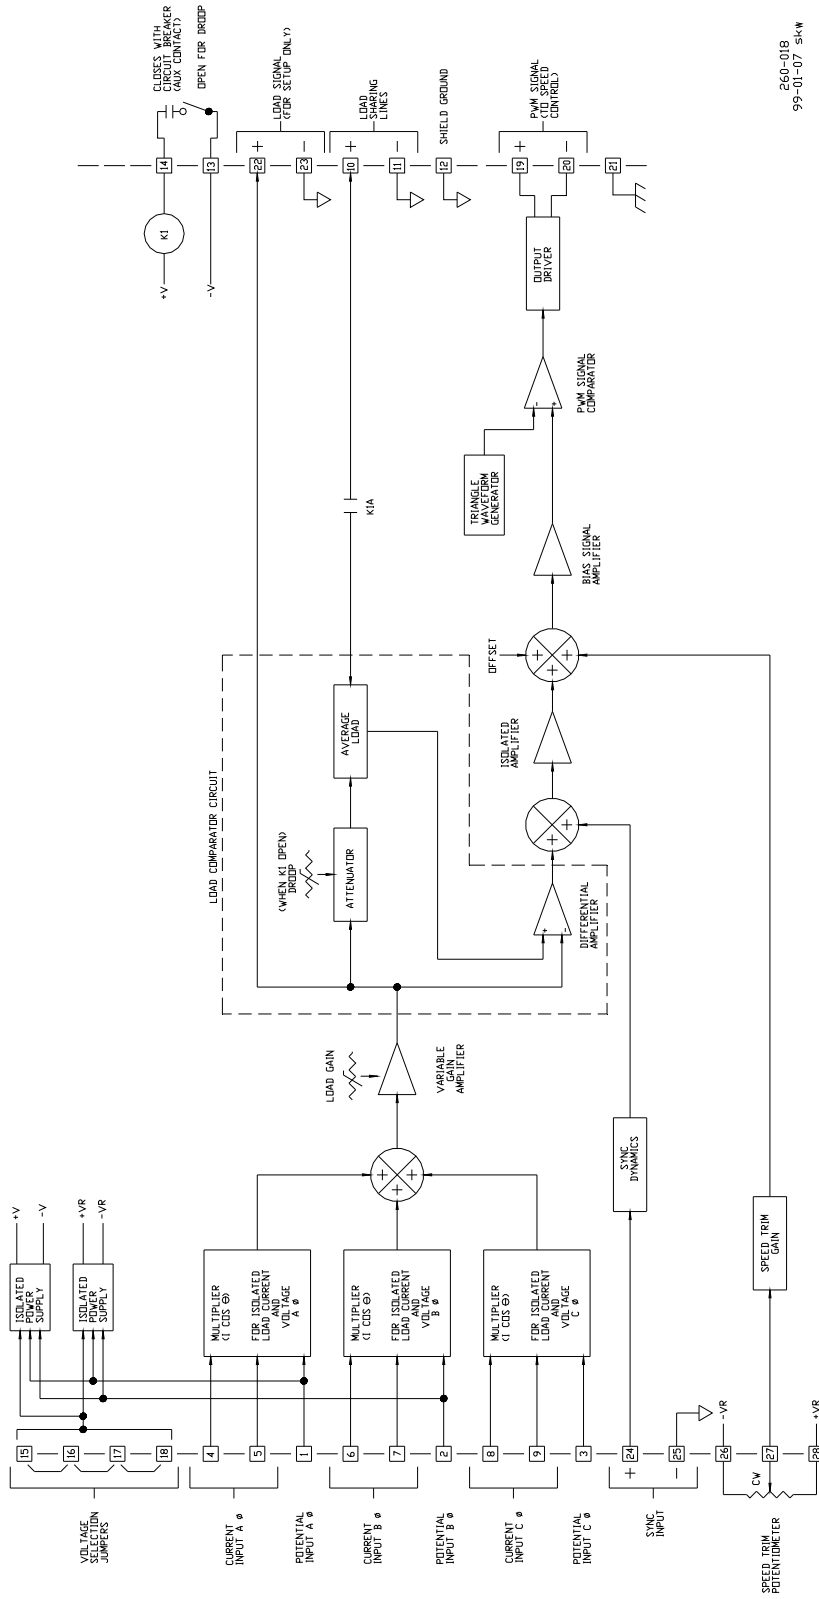 VOLTAGE
SELECTION
JUMPERS
15
16
17
18
ISOLATED
POWER
SUPPLY
+V
-V
ISOLATED
POWER
SUPPLY
+VR
-VR
CURRENT
INPUT A ø
4
5
POTENTIAL
INPUT A ø
1
MULTIPLIER
(I COS Θ)
FOR ISOLATED
LOAD CURRENT
AND
VOLTAGE
A ø
CURRENT
INPUT B ø
6
7
POTENTIAL
INPUT B ø
2
MULTIPLIER
(I COS Θ)
FOR ISOLATED
LOAD CURRENT
AND
VOLTAGE
B ø
CURRENT
INPUT C ø
8
9
POTENTIAL
INPUT C ø
3
MULTIPLIER
(I COS Θ)
FOR ISOLATED
LOAD CURRENT
AND
VOLTAGE
C ø
+
+
+
LOAD GAIN
VARIABLE
GAIN
AMPLIFIER
SYNC
INPUT
+
-
24
25
SYNC
DYNAMICS
SPEED TRIM
POTENTIOMETER
CW
26
27
28
-VR
+VR
SPEED TRIM
GAIN
LOAD COMPARATOR CIRCUIT
(WHEN K1 OPEN)
DROOP
ATTENUATOR
AVERAGE
LOAD
+
-
DIFFERENTIAL
AMPLIFIER
+
+
ISOLATED
AMPLIFIER
OFFSET
+
+
+
BIAS SIGNAL
AMPLIFIER
TRIANGLE
WAVEFORM
GENERATOR
-
+
PWM SIGNAL
COMPARATOR
OUTPUT
DRIVER
K1A
+V
K1
-V
14
13
CLOSES WITH
CIRCUIT BREAKER
(AUX CONTACT)
OPEN FOR DROOP
22
+
23
-
LOAD SIGNAL
(FOR SETUP ONLY)
10
+
11
-
LOAD
SHARING
LINES
12
SHIELD GROUND
19
+
20
-
PWM SIGNAL
(TO SPEED
CONTROL)
21
260-018
99-01-07 skw